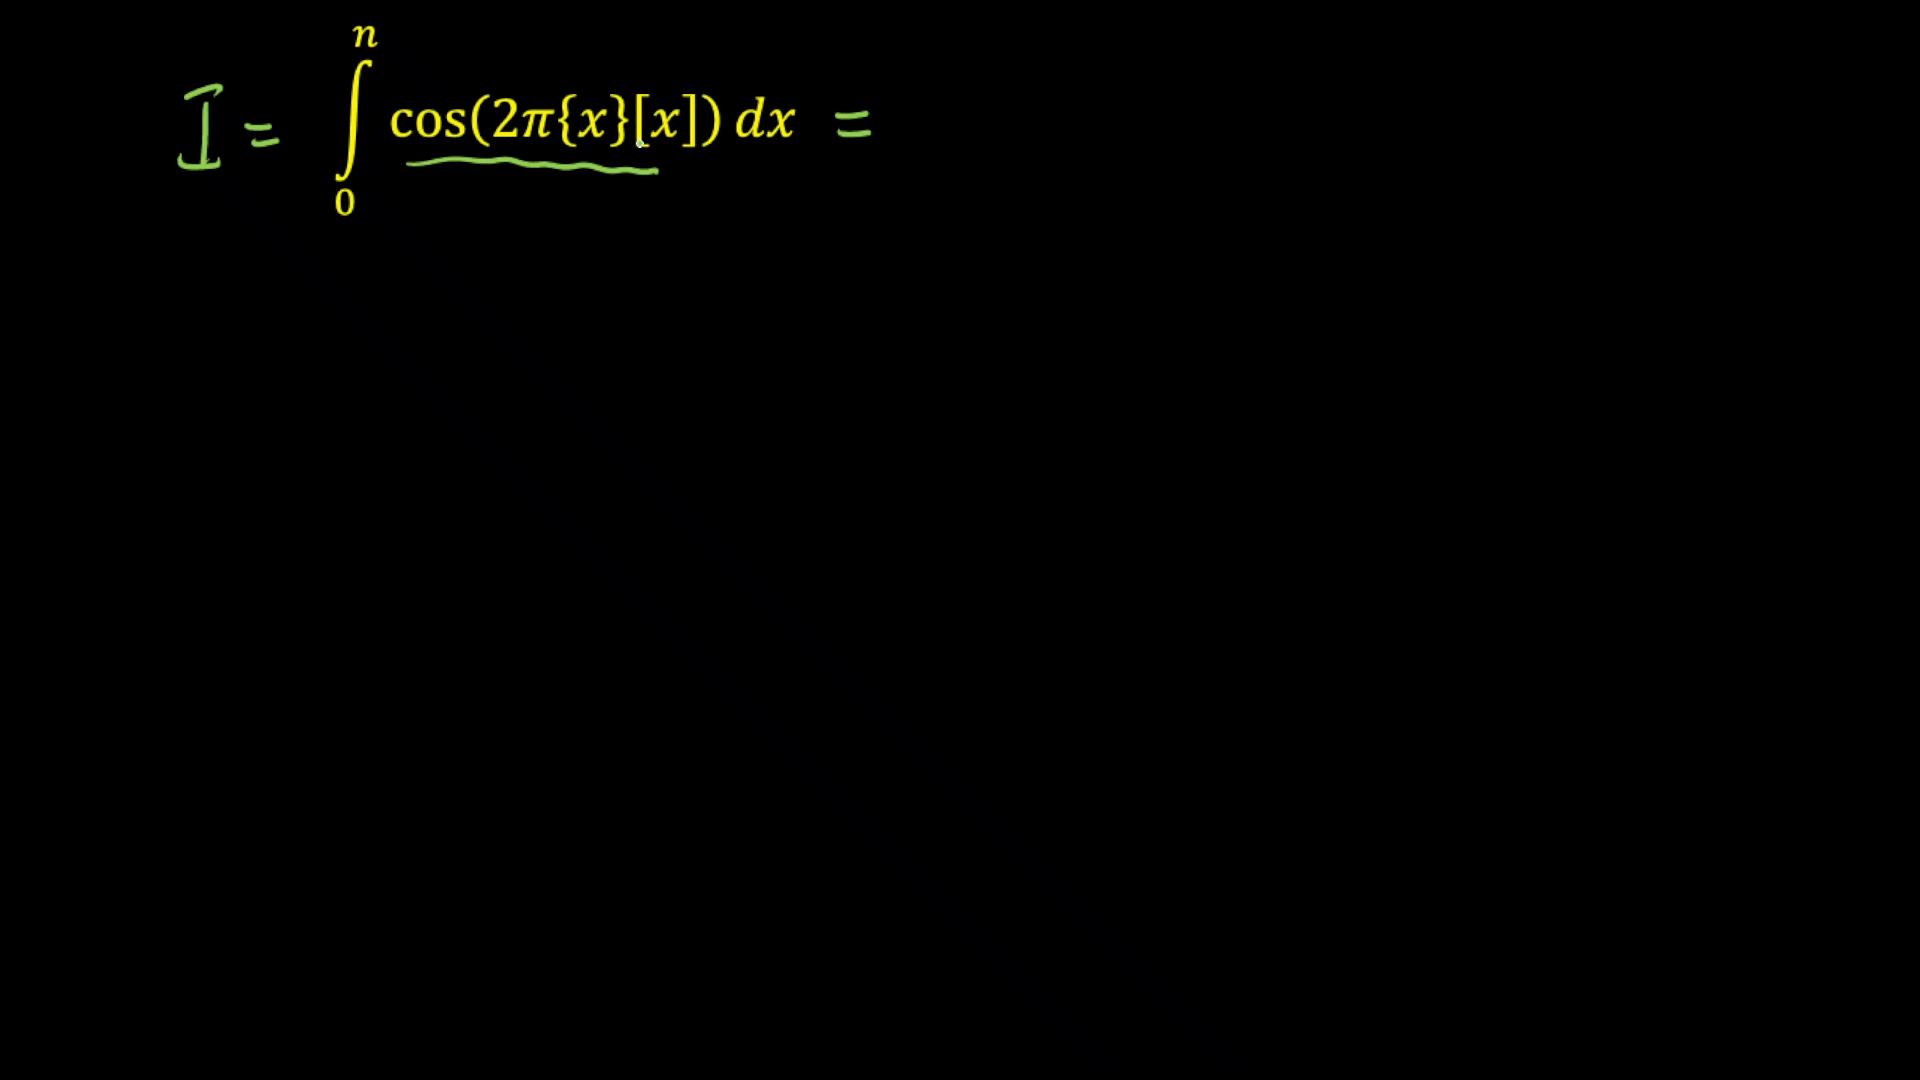 I = ∫₀ⁿ cos(2π{x}[x]) dx =